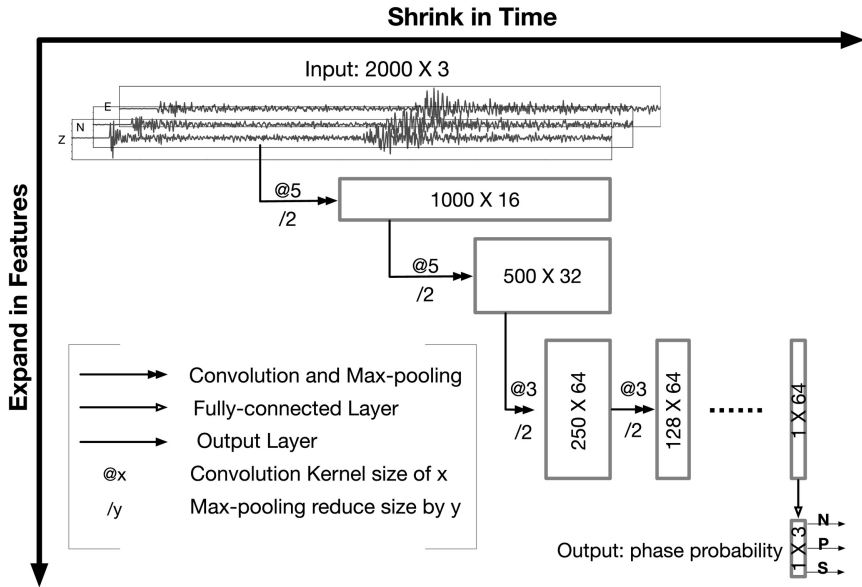 Shrink in Time
Expand in Features
Input: 2000 X 3
E
N
Z
@5
/2
1000 X 16
@5
/2
500 X 32
@3
/2
250 X 64
@3
/2
128 X 64
1 X 64
Convolution and Max-pooling
Fully-connected Layer
Output Layer
@x Convolution Kernel size of x
/y Max-pooling reduce size by y
Output: phase probability
1 X 3
N
P
S